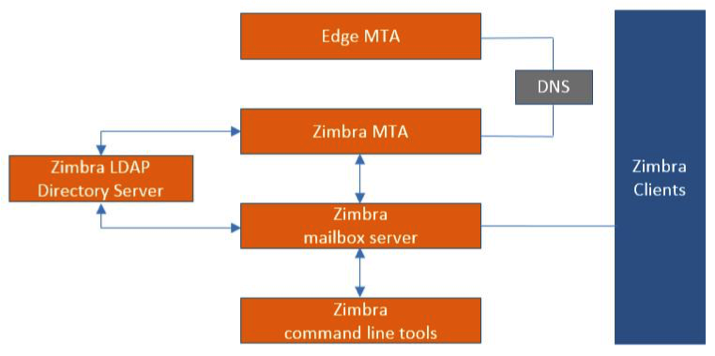 Edge MTA
DNS
Zimbra MTA
Zimbra LDAP
Directory Server
Zimbra
Clients
Zimbra
mailbox server
Zimbra
command line tools